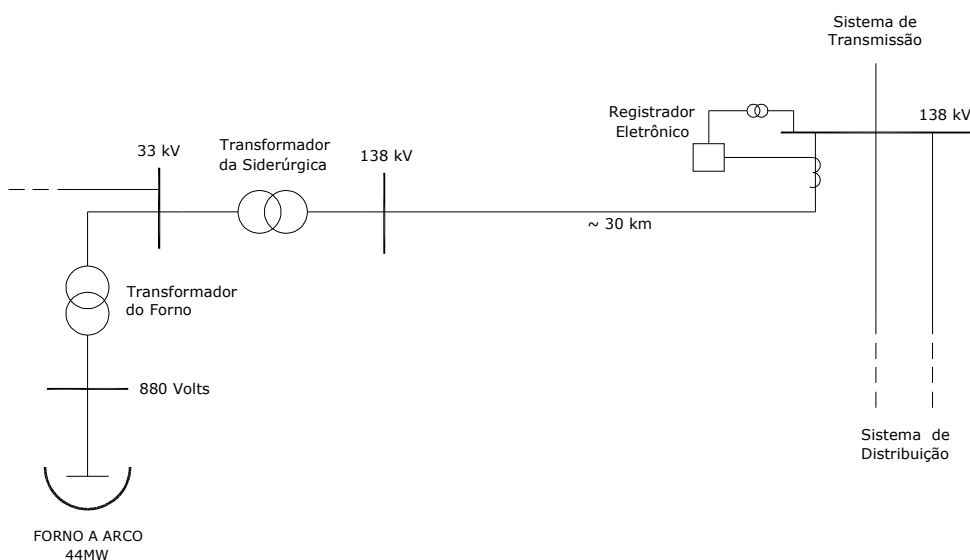 Sistema de
Transmissão
Registrador
Eletrônico
138 kV
Transformador
da Siderúrgica
33 kV
138 kV
~ 30 km
Transformador
do Forno
880 Volts
Sistema de
Distribuição
FORNO A ARCO
44MW